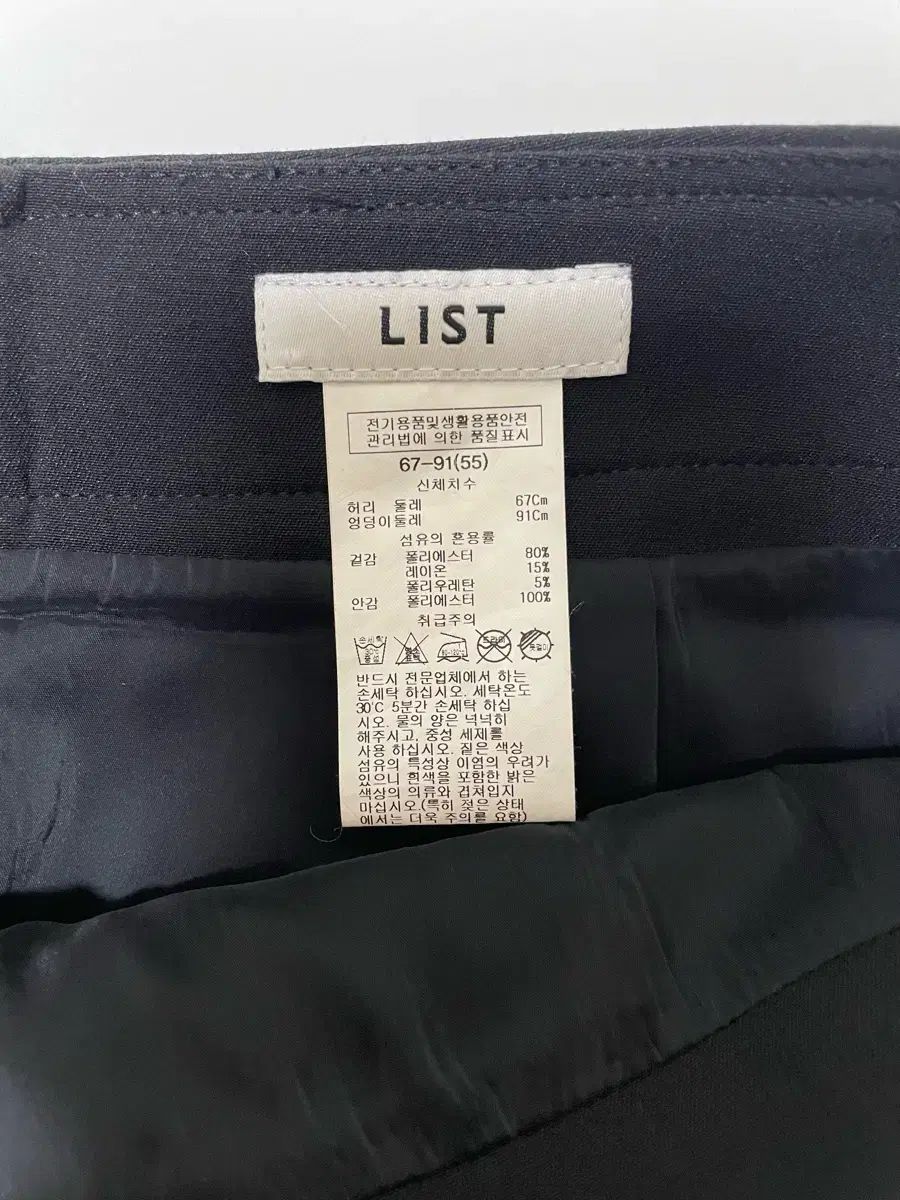 LIST
전기용품및생활용품안전
관리법에 의한 품질표시
67-91(55)
신체치수
허리 둘레 67Cm
엉덩이둘레 91Cm
섬유의 혼용률
겉감 폴리에스터 80%
레이온 15%
폴리우레탄 5%
안감 폴리에스터 100%
취급주의
손세탁
반드시 전문업체에서 하는
손세탁 하십시오. 세탁온도
30℃ 5분간 손세탁 하십
시오. 물의 양은 넉넉히
해주시고, 중성 세제를
사용 하십시오. 짙은 색상
섬유의 특성상 이염의 우려가
있으니 흰색을 포함한 밝은
색상의 의류와 겹쳐입지
마십시오.(특히 젖은 상태
에서는 더욱 주의를 요함)